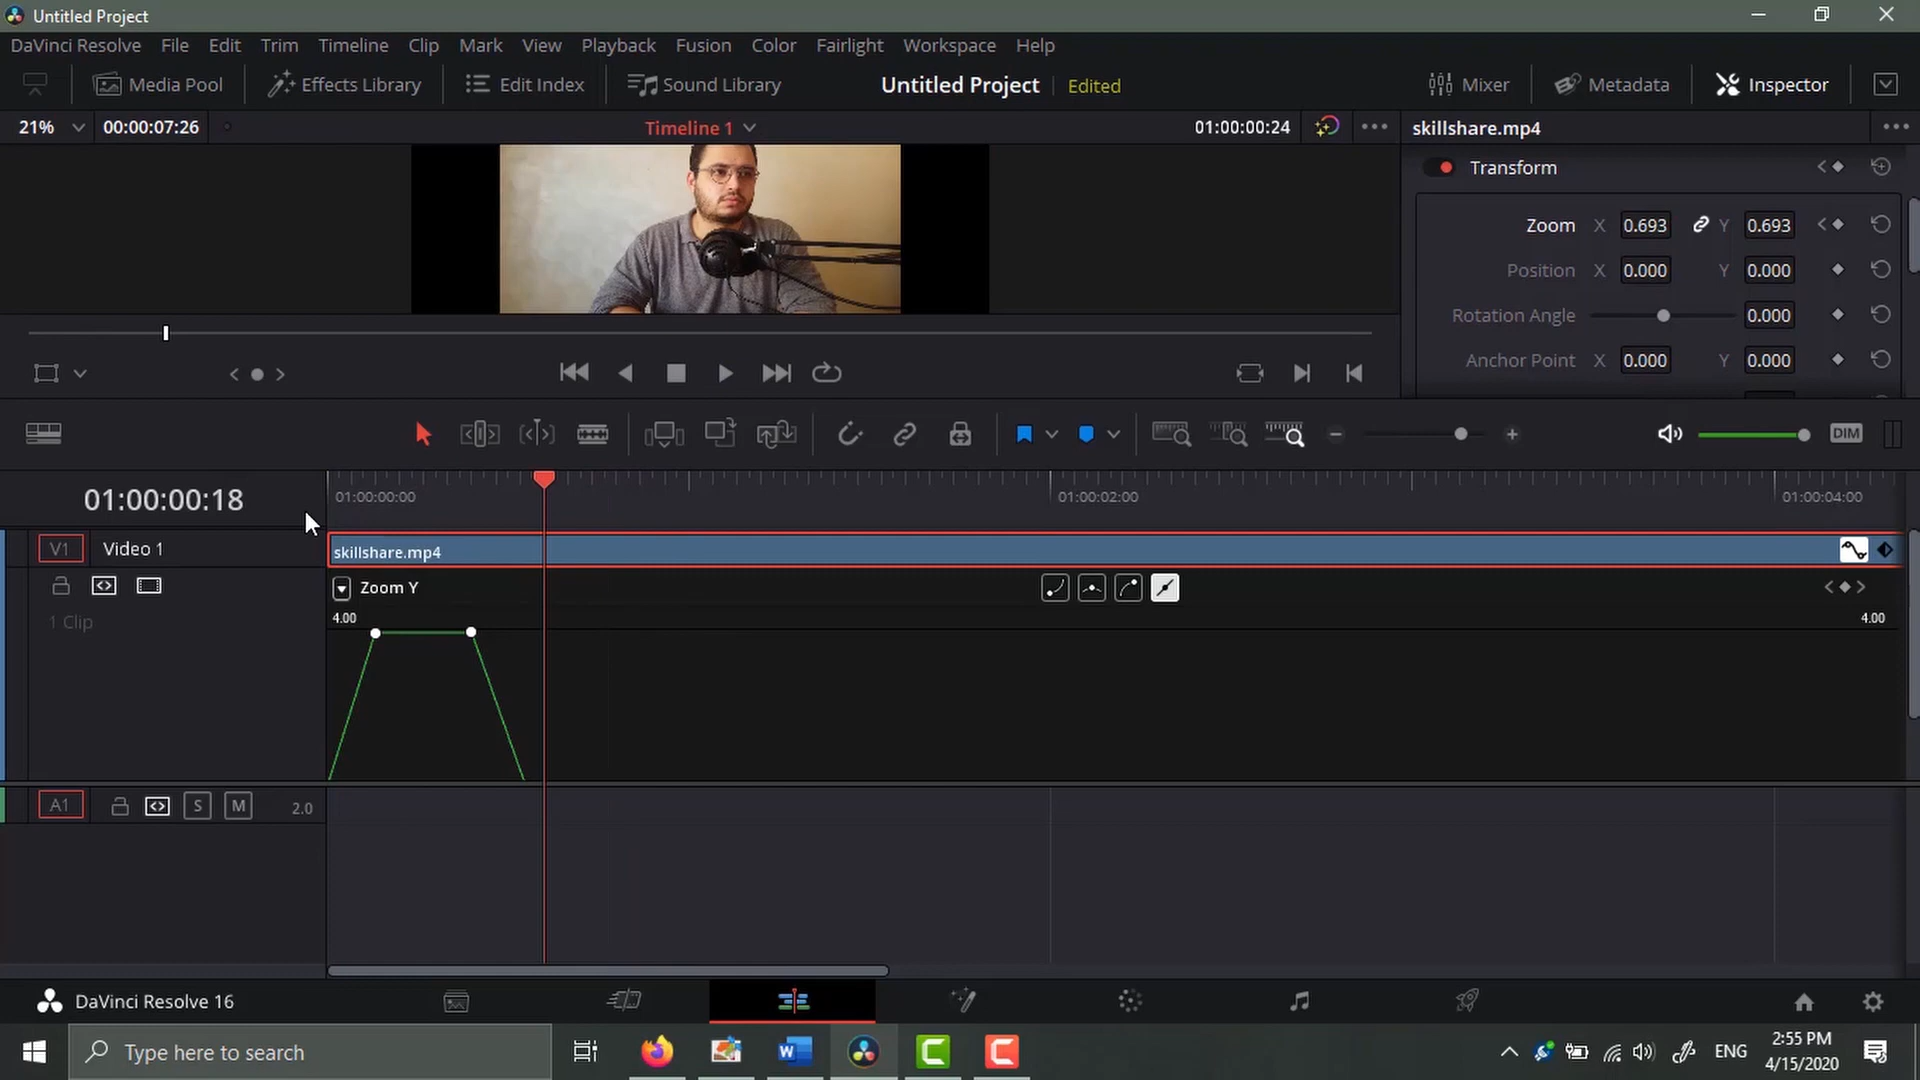 Untitled Project
DaVinci Resolve File Edit Trim Timeline Clip Mark View Playback Fusion Color Fairlight Workspace Help
Media Pool Effects Library Edit Index Sound Library Untitled Project Edited Mixer Metadata Inspector
21% 00:00:07:26 Timeline 1 01:00:00:24 skillshare.mp4
Transform
Zoom X 0.693 Y 0.693
Position X 0.000 Y 0.000
Rotation Angle 0.000
Anchor Point X 0.000 Y 0.000
DIM
01:00:00:18 01:00:00:00 01:00:02:00 01:00:04:00
V1 Video 1 skillshare.mp4
Zoom Y
1 Clip 4.00 4.00
A1 S M 2.0
DaVinci Resolve 16
Type here to search ENG 2:55 PM
4/15/2020